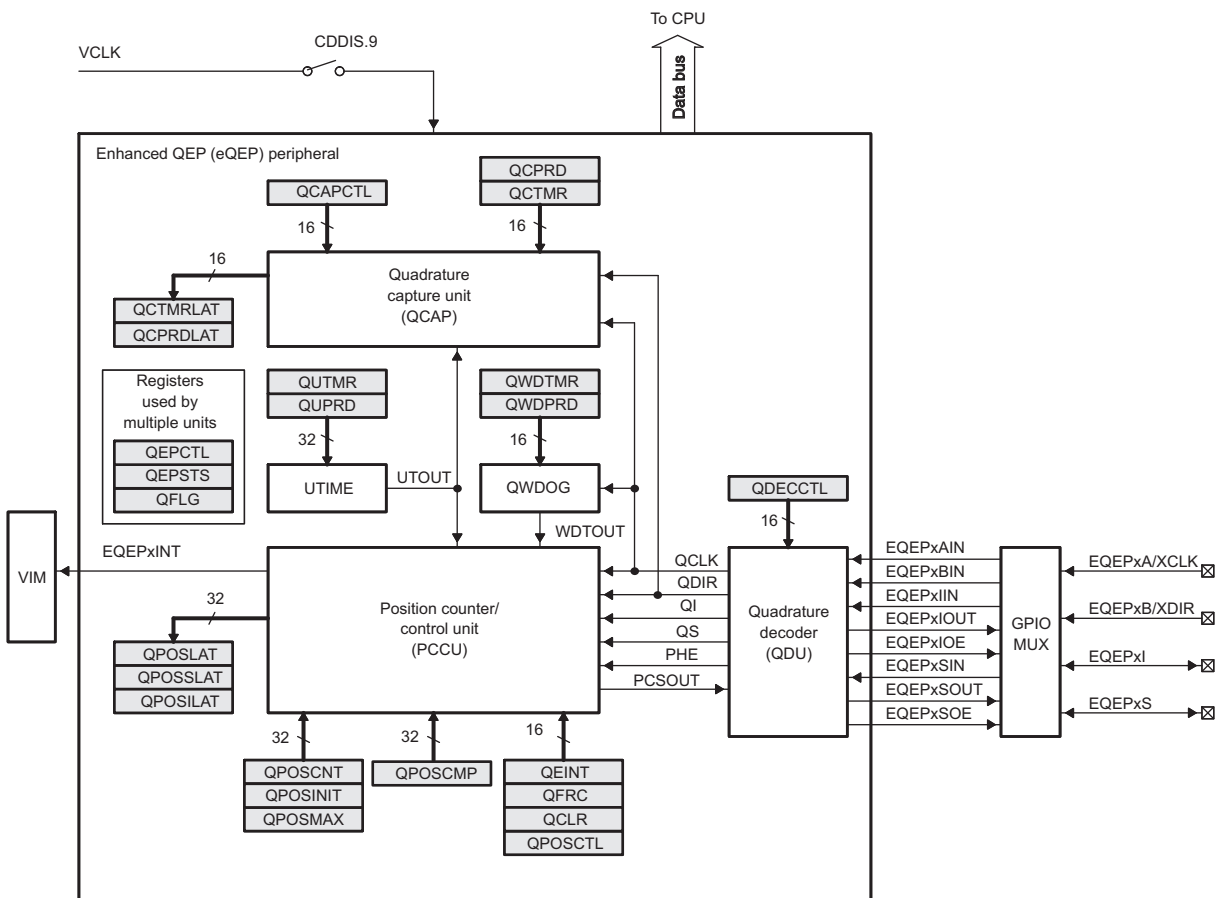 To CPU
VCLK
CDDIS.9
Data bus
Enhanced QEP (eQEP) peripheral
QCPRD
QCTMR
QCAPCTL
16
16
16
Quadrature
capture unit
(QCAP)
QCTMRLAT
QCPRDLAT
Registers
used by
multiple units
QEPCTL
QEPSTS
QFLG
QUTMR
QUPRD
32
UTIME
UTOUT
QWDTMR
QWDPRD
16
QWDOG
WDTOUT
QDECCTL
16
VIM
EQEPxINT
32
QPOSLAT
QPOSSLAT
QPOSILAT
Position counter/
control unit
(PCCU)
QCLK
QDIR
QI
QS
PHE
PCSOUT
Quadrature
decoder
(QDU)
EQEPxAIN
EQEPxBIN
EQEPxIIN
EQEPxIOUT
EQEPxIOE
EQEPxSIN
EQEPxSOUT
EQEPxSOE
GPIO
MUX
EQEPxA/XCLK
EQEPxB/XDIR
EQEPxI
EQEPxS
32
QPOSCNT
QPOSINIT
QPOSMAX
32
QPOSCMP
16
QEINT
QFRC
QCLR
QPOSCTL